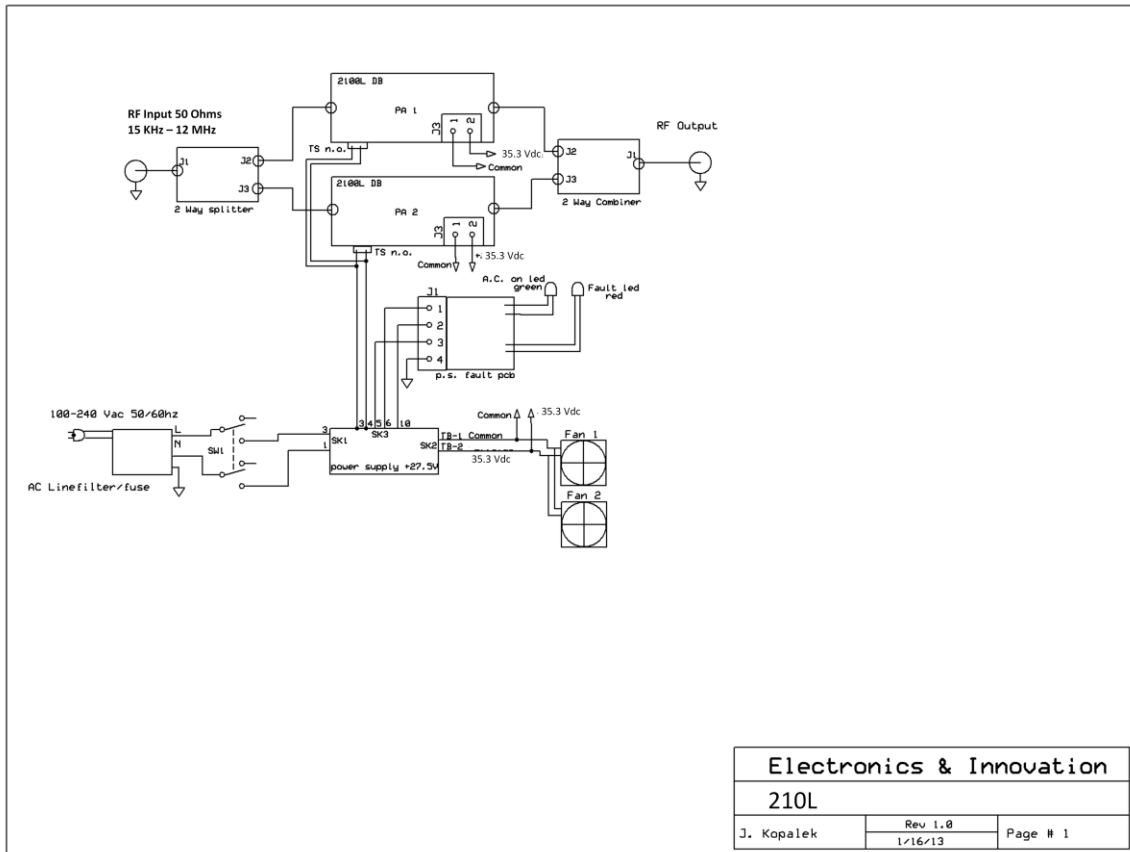 2100L DB
PA 1
J3
1 2
RF Input 50 Ohms
15 KHz – 12 MHz
TS n.o.
35.3 Vdc
Common
RF Output
J1
J2
J3
2 Way splitter
J2
J3
J1
2 Way Combiner
2100L DB
PA 2
J3
1 2
TS n.o.
Common
+. 35.3 Vdc
A.C. on led
green
Fault led
red
J1
1
2
3
4
p.s. fault pcb
100-240 Vac 50/60hz
L
N
SW1
AC Linefilter/fuse
3
1
SK1
3 4 5 6 10
SK3
SK2
power supply +27.5V
TB-1 Common
TB-2
35.3 Vdc
Common
35.3 Vdc
Fan 1
Fan 2
Electronics & Innovation
210L
J. Kopalek
Rev 1.0
1/16/13
Page # 1